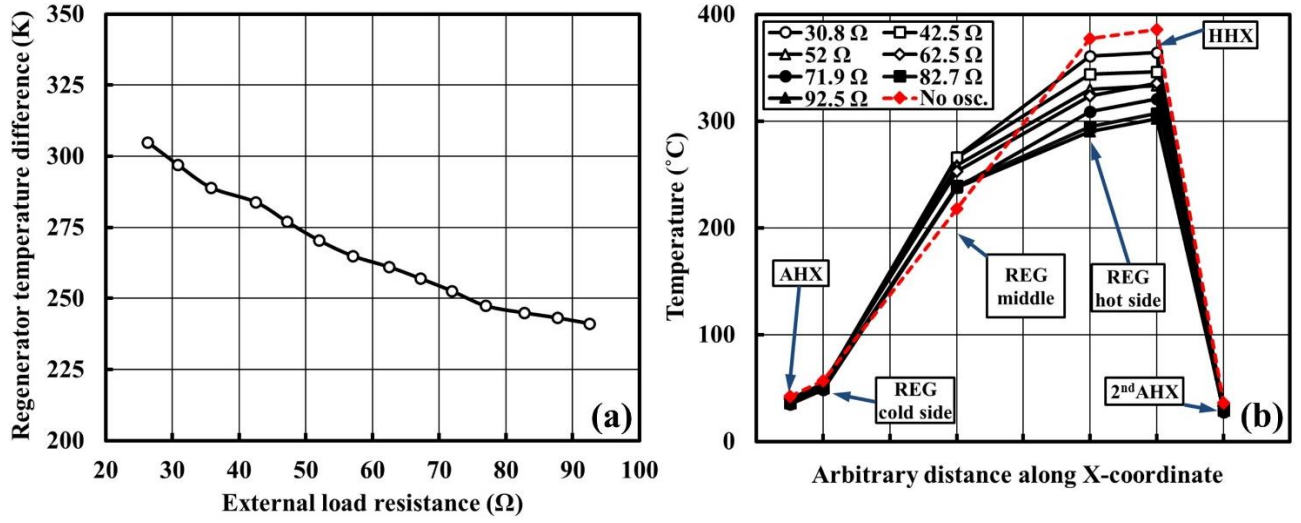 Regenerator temperature difference (K)
350
325
300
275
250
225
200
20 30 40 50 60 70 80 90 100
External load resistance (Ω)
(a)
Temperature (˚C)
400
300
200
100
0
30.8 Ω 42.5 Ω
52 Ω 62.5 Ω
71.9 Ω 82.7 Ω
92.5 Ω No osc.
HHX
AHX
REG
middle
REG
hot side
REG
cold side
2nd AHX
(b)
Arbitrary distance along X-coordinate